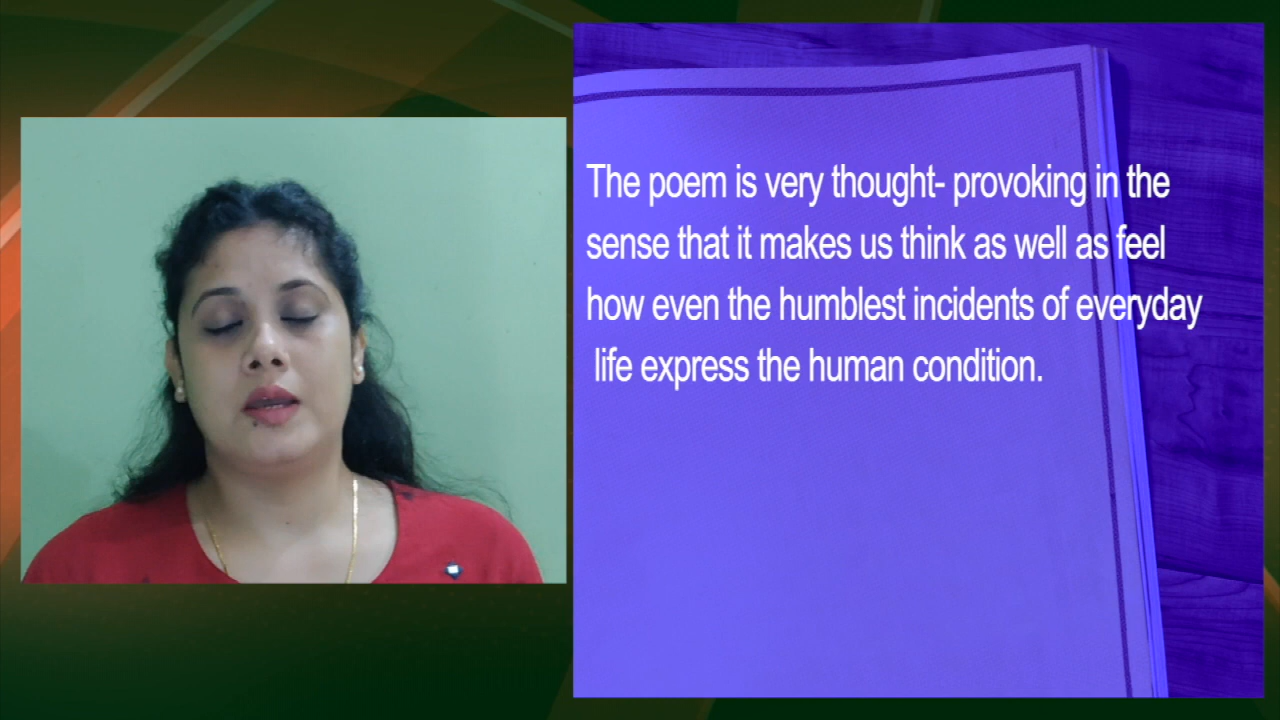 The poem is very thought- provoking in the
sense that it makes us think as well as feel
how even the humblest incidents of everyday
life express the human condition.